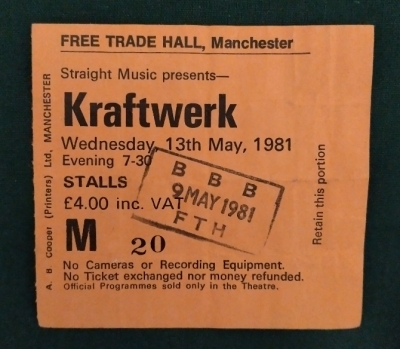 FREE TRADE HALL, Manchester
Straight Music presents—
Kraftwerk
Wednesday, 13th May, 1981
Evening 7-30
STALLS
£4.00 inc. VAT
M 20
No Cameras or Recording Equipment.
No Ticket exchanged nor money refunded.
Official Programmes sold only in the Theatre.
B B B
9 MAY 1981
FTH
Retain this portion
A. B. Cooper (Printers) Ltd, MANCHESTER